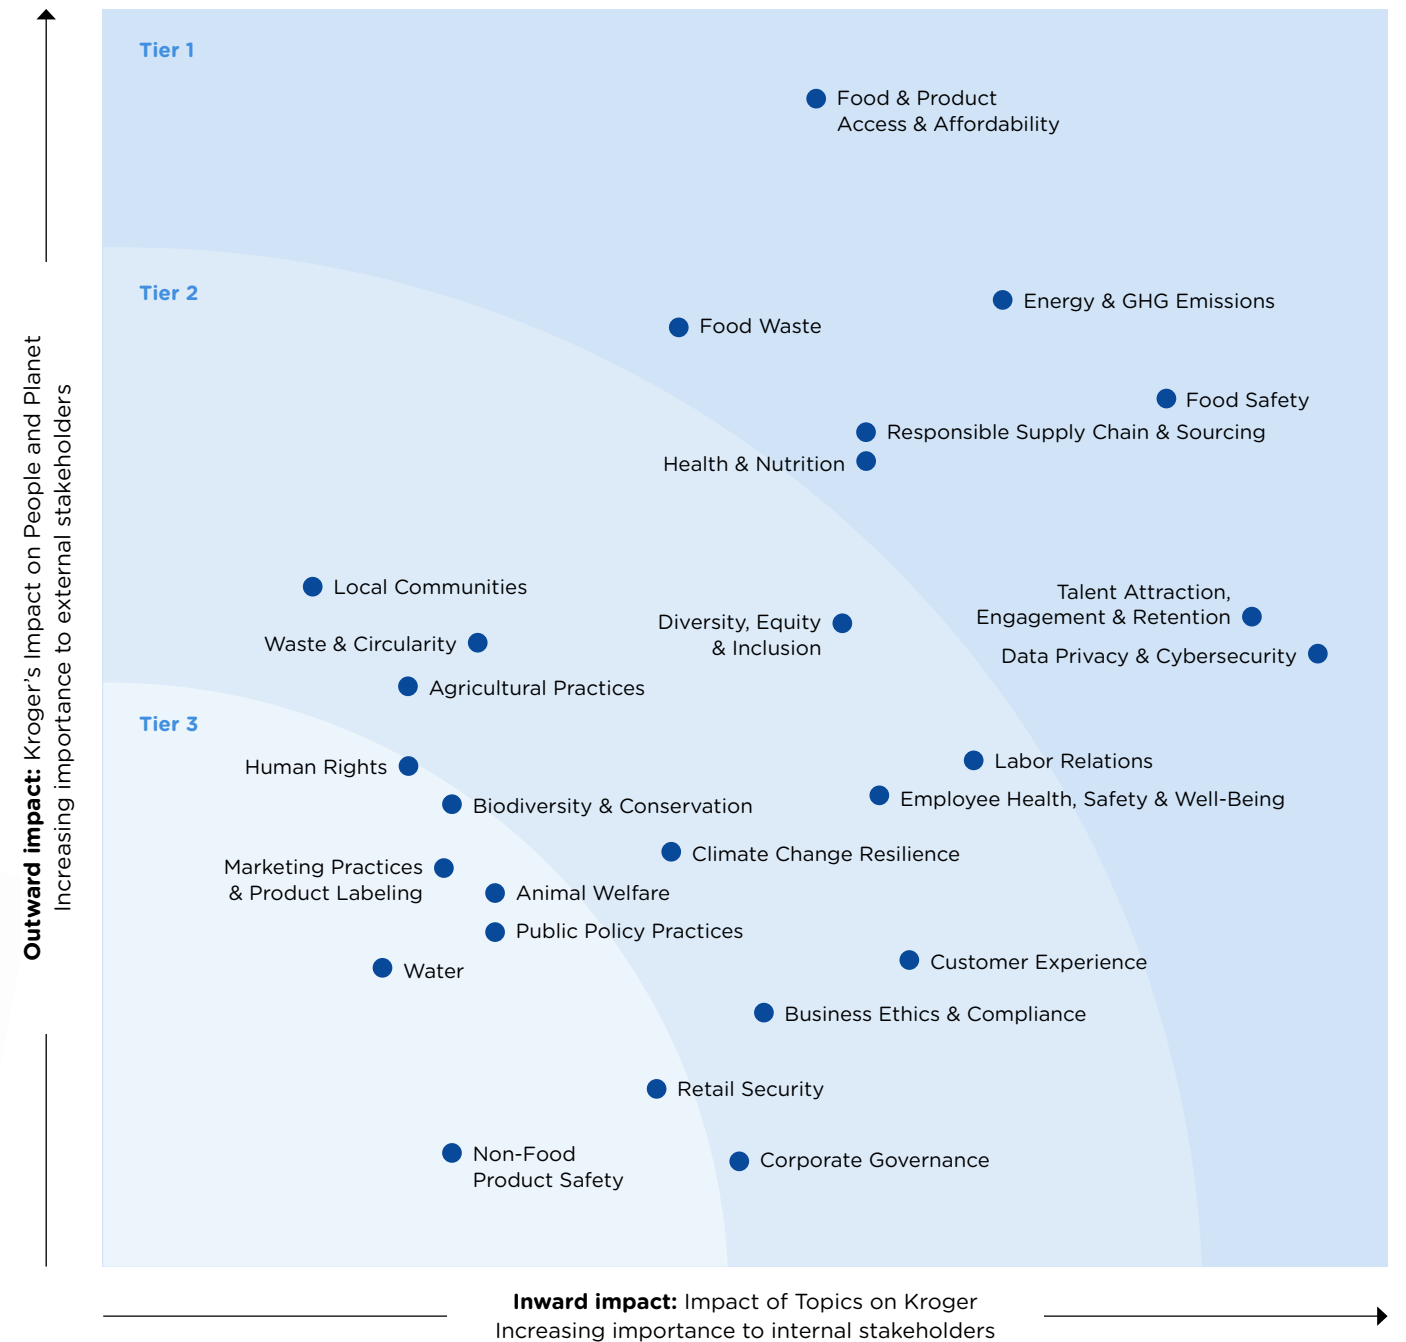 Tier 1
Food & Product
Access & Affordability
Tier 2
Energy & GHG Emissions
Food Waste
Food Safety
Responsible Supply Chain & Sourcing
Health & Nutrition
Local Communities
Talent Attraction,
Engagement & Retention
Diversity, Equity
& Inclusion
Waste & Circularity
Data Privacy & Cybersecurity
Agricultural Practices
Tier 3
Labor Relations
Human Rights
Employee Health, Safety & Well-Being
Biodiversity & Conservation
Climate Change Resilience
Marketing Practices
& Product Labeling
Animal Welfare
Public Policy Practices
Customer Experience
Water
Business Ethics & Compliance
Retail Security
Non-Food
Product Safety
Corporate Governance
Outward impact: Kroger's Impact on People and Planet
Increasing importance to external stakeholders
Inward impact: Impact of Topics on Kroger
Increasing importance to internal stakeholders